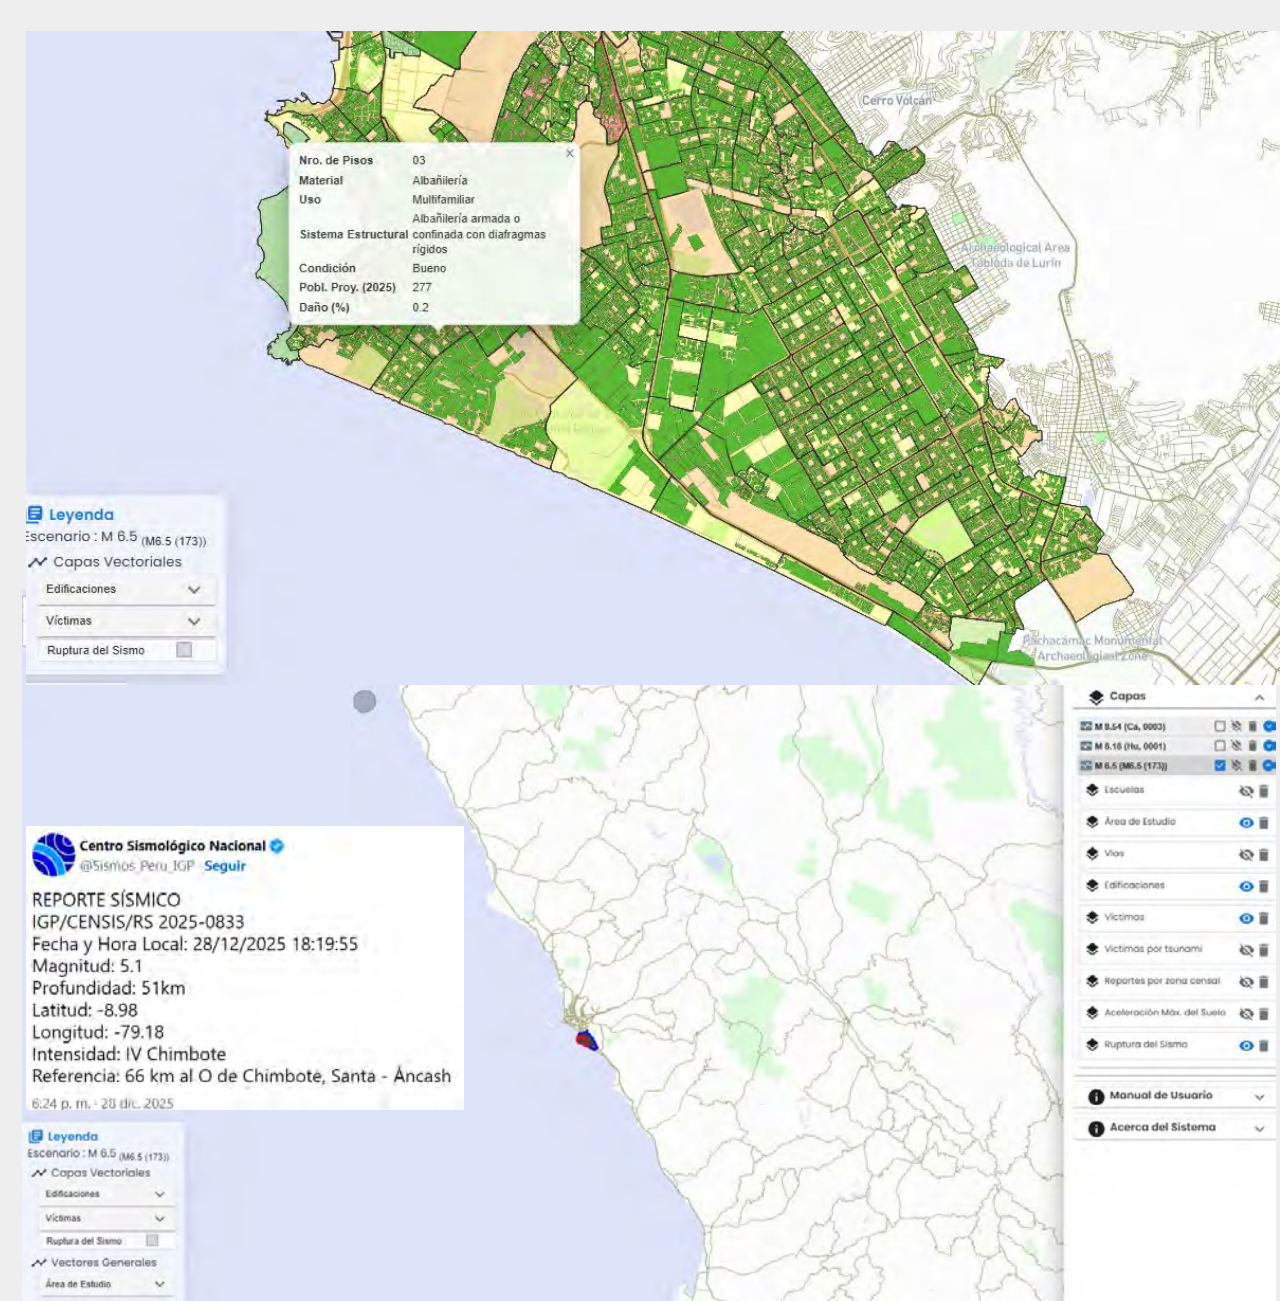 Cerro Volcán
Nro. de Pisos 03
Material Albañilería
Uso Multifamiliar
Sistema Estructural Albañilería armada o
confinada con diafragmas
rígidos
Condición Bueno
Pobl. Proy. (2025) 277
Daño (%) 0.2
Archaeological Area
Tablada de Lurín
Leyenda
Escenario : M 6.5 (M6.5 (173))
Capas Vectoriales
Edificaciones
Víctimas
Ruptura del Sismo
Pachacamac Monumental
Archaeological Zone
Capas
M 8.54 (Ca, 0003)
M 8.18 (Hu, 0001)
M 6.5 (M6.5 (173))
Escuelas
Área de Estudio
Vías
Edificaciones
Víctimas
Víctimas por tsunami
Reportes por zona censal
Aceleración Máx. del Suelo
Ruptura del Sismo
Manual de Usuario
Acerca del Sistema
Centro Sismológico Nacional
@Sismos_Peru_IGP Seguir
REPORTE SÍSMICO
IGP/CENSIS/RS 2025-0833
Fecha y Hora Local: 28/12/2025 18:19:55
Magnitud: 5.1
Profundidad: 51km
Latitud: -8.98
Longitud: -79.18
Intensidad: IV Chimbote
Referencia: 66 km al O de Chimbote, Santa - Áncash
6:24 p. m. · 28 dic. 2025
Leyenda
Escenario : M 6.5 (M6.5 (173))
Capas Vectoriales
Edificaciones
Víctimas
Ruptura del Sismo
Vectores Generales
Área de Estudio